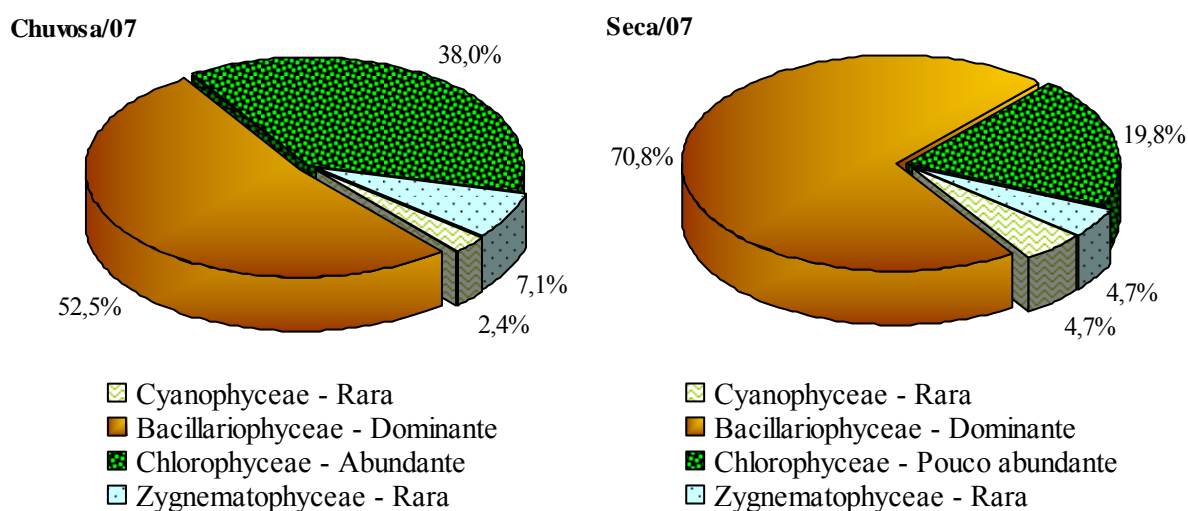 Chuvosa/07
38,0%
52,5%
7,1%
2,4%
Cyanophyceae - Rara
Bacillariophyceae - Dominante
Chlorophyceae - Abundante
Zygnematophyceae - Rara
Seca/07
70,8%
19,8%
4,7%
4,7%
Cyanophyceae - Rara
Bacillariophyceae - Dominante
Chlorophyceae - Pouco abundante
Zygnematophyceae - Rara